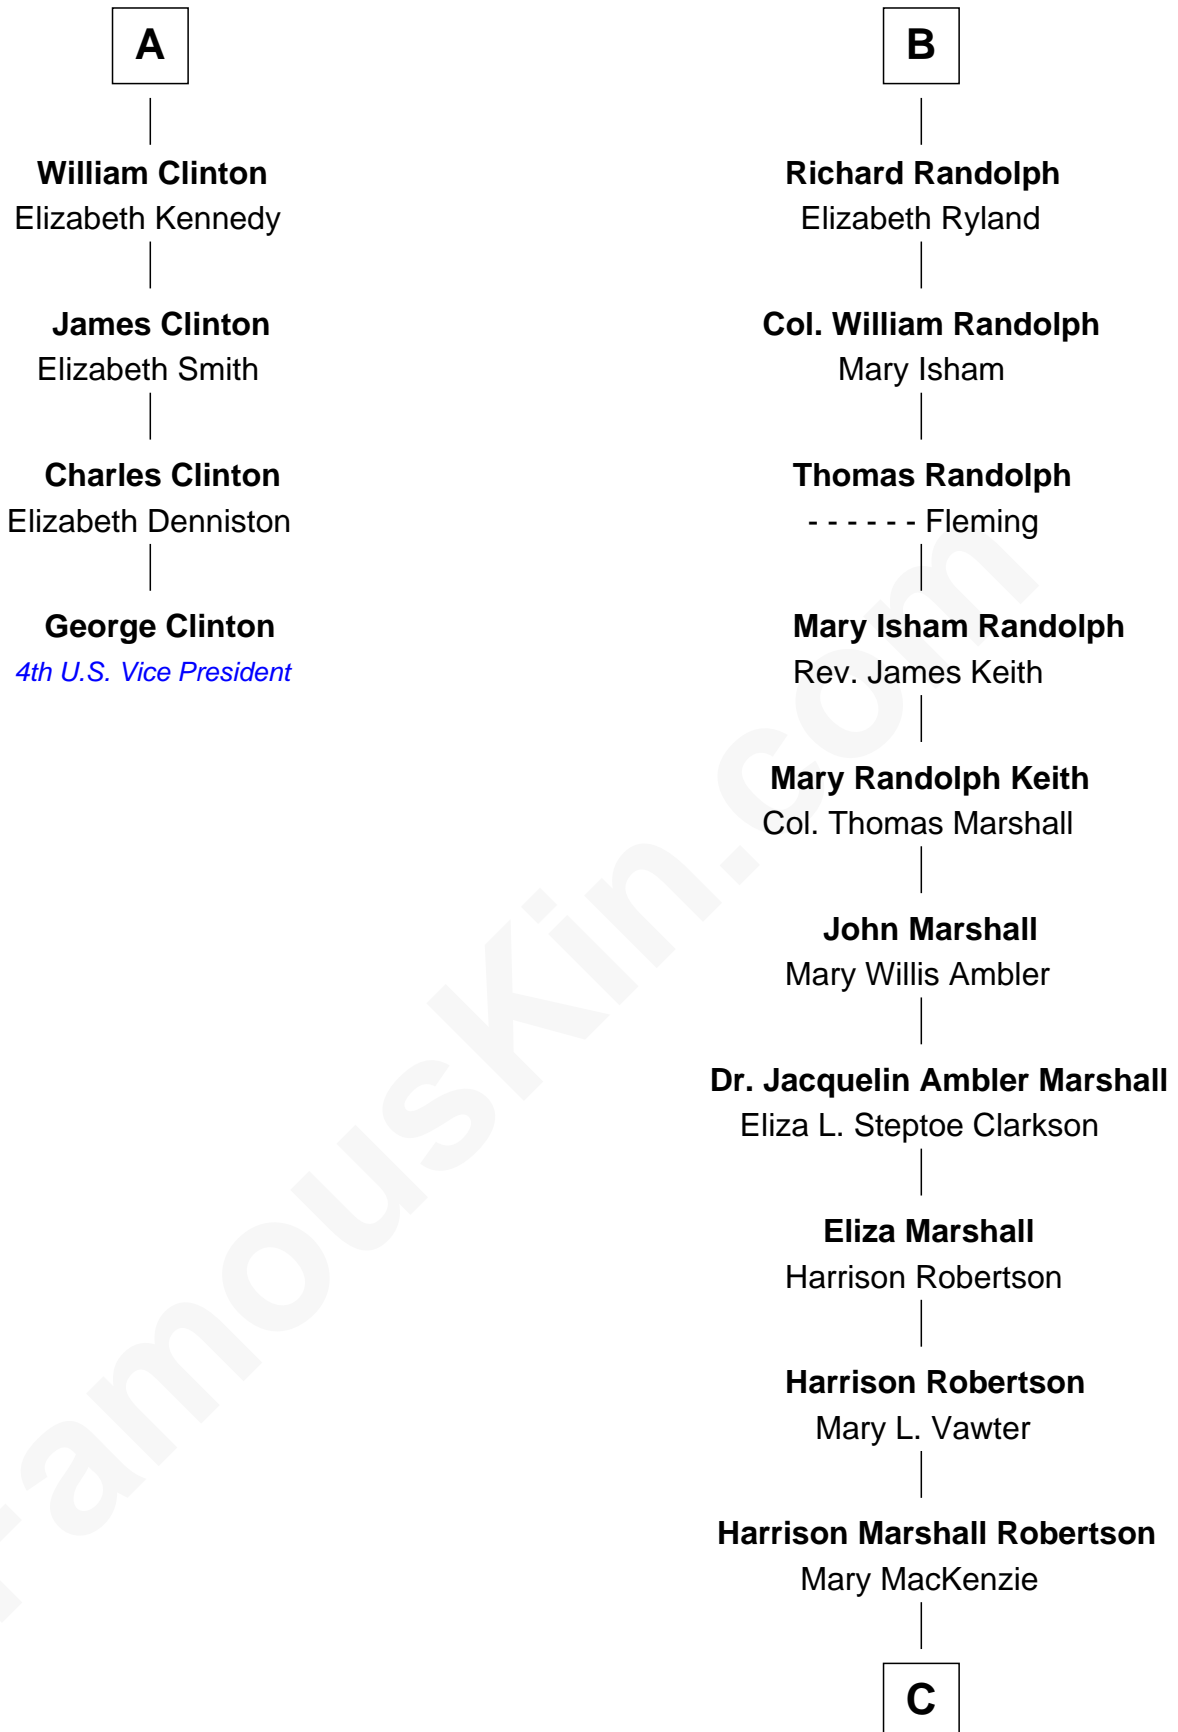 A
William Clinton
Elizabeth Kennedy
James Clinton
Elizabeth Smith
Charles Clinton
Elizabeth Denniston
George Clinton
4th U.S. Vice President
B
Richard Randolph
Elizabeth Ryland
Col. William Randolph
Mary Isham
Thomas Randolph
- - - - - - Fleming
Mary Isham Randolph
Rev. James Keith
Mary Randolph Keith
Col. Thomas Marshall
John Marshall
Mary Willis Ambler
Dr. Jacquelin Ambler Marshall
Eliza L. Steptoe Clarkson
Eliza Marshall
Harrison Robertson
Harrison Robertson
Mary L. Vawter
Harrison Marshall Robertson
Mary MacKenzie
C
FamousKin.com